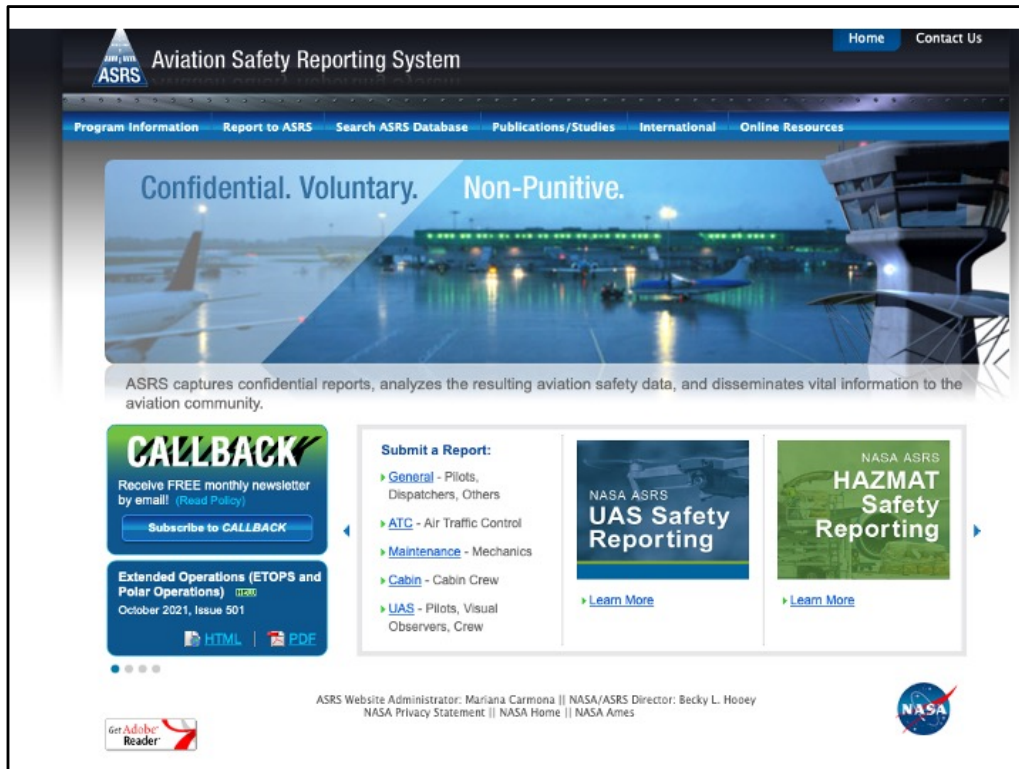 Home Contact Us
ASRS
Aviation Safety Reporting System
Program Information Report to ASRS Search ASRS Database Publications/Studies International Online Resources
Confidential. Voluntary. Non-Punitive.
ASRS captures confidential reports, analyzes the resulting aviation safety data, and disseminates vital information to the
aviation community.
CALLBACK
Receive FREE monthly newsletter
by email! (Read Policy)
Subscribe to CALLBACK
Extended Operations (ETOPS and
Polar Operations) new
October 2021, Issue 501
HTML | PDF
Submit a Report:
General - Pilots,
Dispatchers, Others
ATC - Air Traffic Control
Maintenance - Mechanics
Cabin - Cabin Crew
UAS - Pilots, Visual
Observers, Crew
NASA ASRS
UAS Safety
Reporting
Learn More
NASA ASRS
HAZMAT
Safety
Reporting
Learn More
ASRS Website Administrator: Mariana Carmona || NASA/ASRS Director: Becky L. Hooey
NASA Privacy Statement || NASA Home || NASA Ames
Get Adobe
Reader
NASA